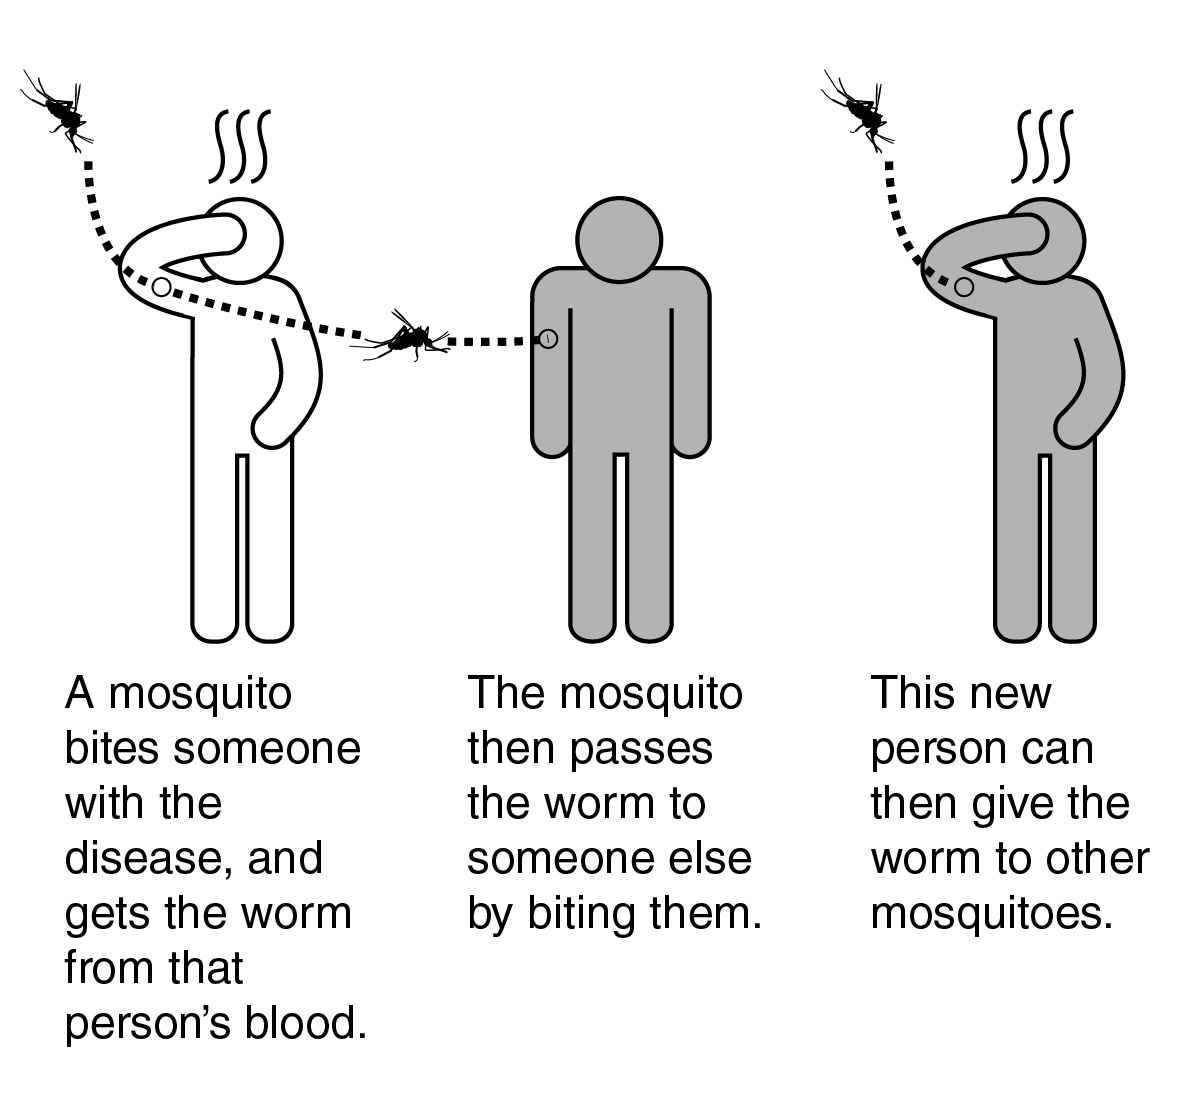 A mosquito
bites someone
with the
disease, and
gets the worm
from that
person’s blood.
The mosquito
then passes
the worm to
someone else
by biting them.
This new
person can
then give the
worm to other
mosquitoes.